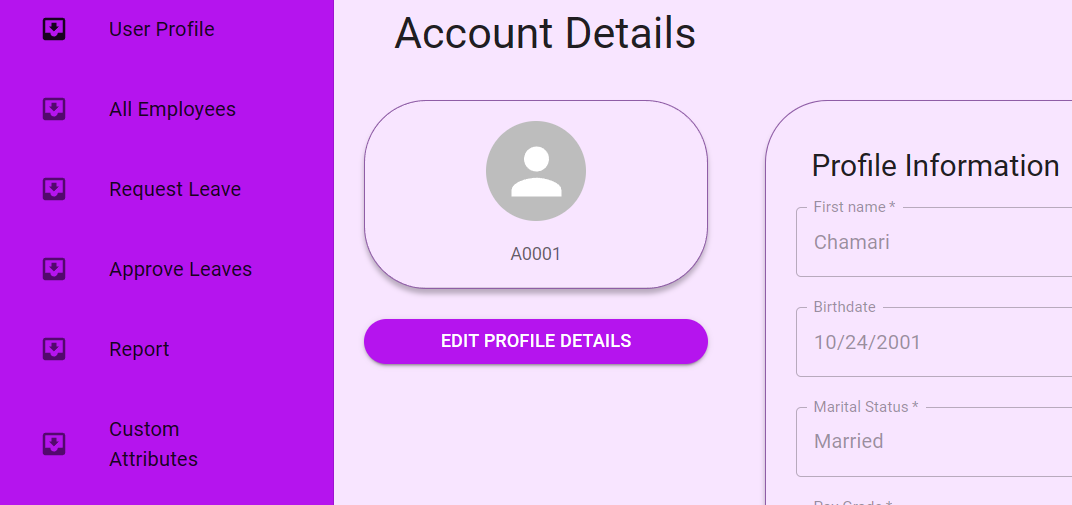 User Profile
All Employees
Request Leave
Approve Leaves
Report
Custom
Attributes
Account Details
A0001
EDIT PROFILE DETAILS
Profile Information
First name *
Chamari
Birthdate
10/24/2001
Marital Status *
Married